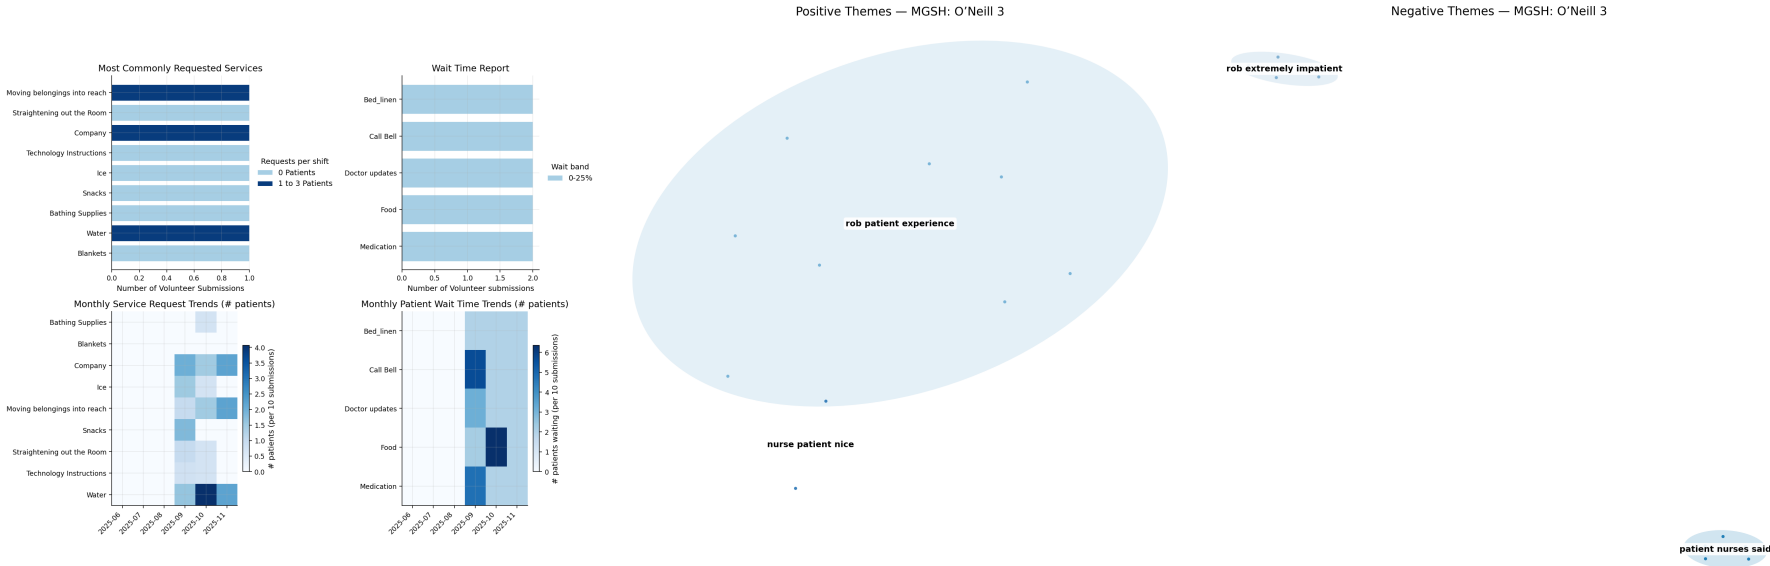 Positive Themes — MGSH: O’Neill 3
Negative Themes — MGSH: O’Neill 3
Most Commonly Requested Services
Moving belongings into reach
Straightening out the Room
Company
Technology Instructions
Ice
Snacks
Bathing Supplies
Water
Blankets
0.0 0.2 0.4 0.6 0.8 1.0
Number of Volunteer Submissions
Requests per shift
0 Patients
1 to 3 Patients
Wait Time Report
Bed_linen
Call Bell
Doctor updates
Food
Medication
0.0 0.5 1.0 1.5 2.0
Number of Volunteer Submissions
Wait band
0-25%
Monthly Service Request Trends (# patients)
Bathing Supplies
Blankets
Company
Ice
Moving belongings into reach
Snacks
Straightening out the Room
Technology Instructions
Water
2025-06 2025-07 2025-08 2025-09 2025-10 2025-11
4.0
3.5
3.0
2.5
2.0
1.5
1.0
0.5
0.0
# patients (per 10 submissions)
Monthly Patient Wait Time Trends (# patients)
Bed_linen
Call Bell
Doctor updates
Food
Medication
2025-06 2025-07 2025-08 2025-09 2025-10 2025-11
6
5
4
3
2
1
0
# patients waiting (per 10 submissions)
rob patient experience
nurse patient nice
rob extremely impatient
patient nurses said